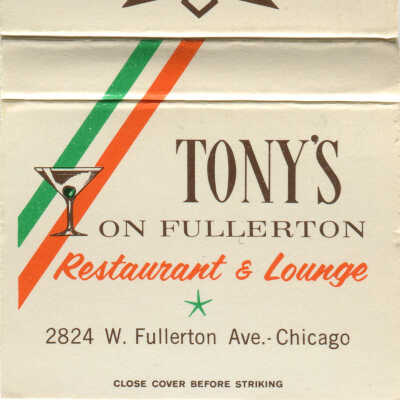 TONY'S
ON FULLERTON
Restaurant & Lounge
2824 W. Fullerton Ave.-Chicago
CLOSE COVER BEFORE STRIKING